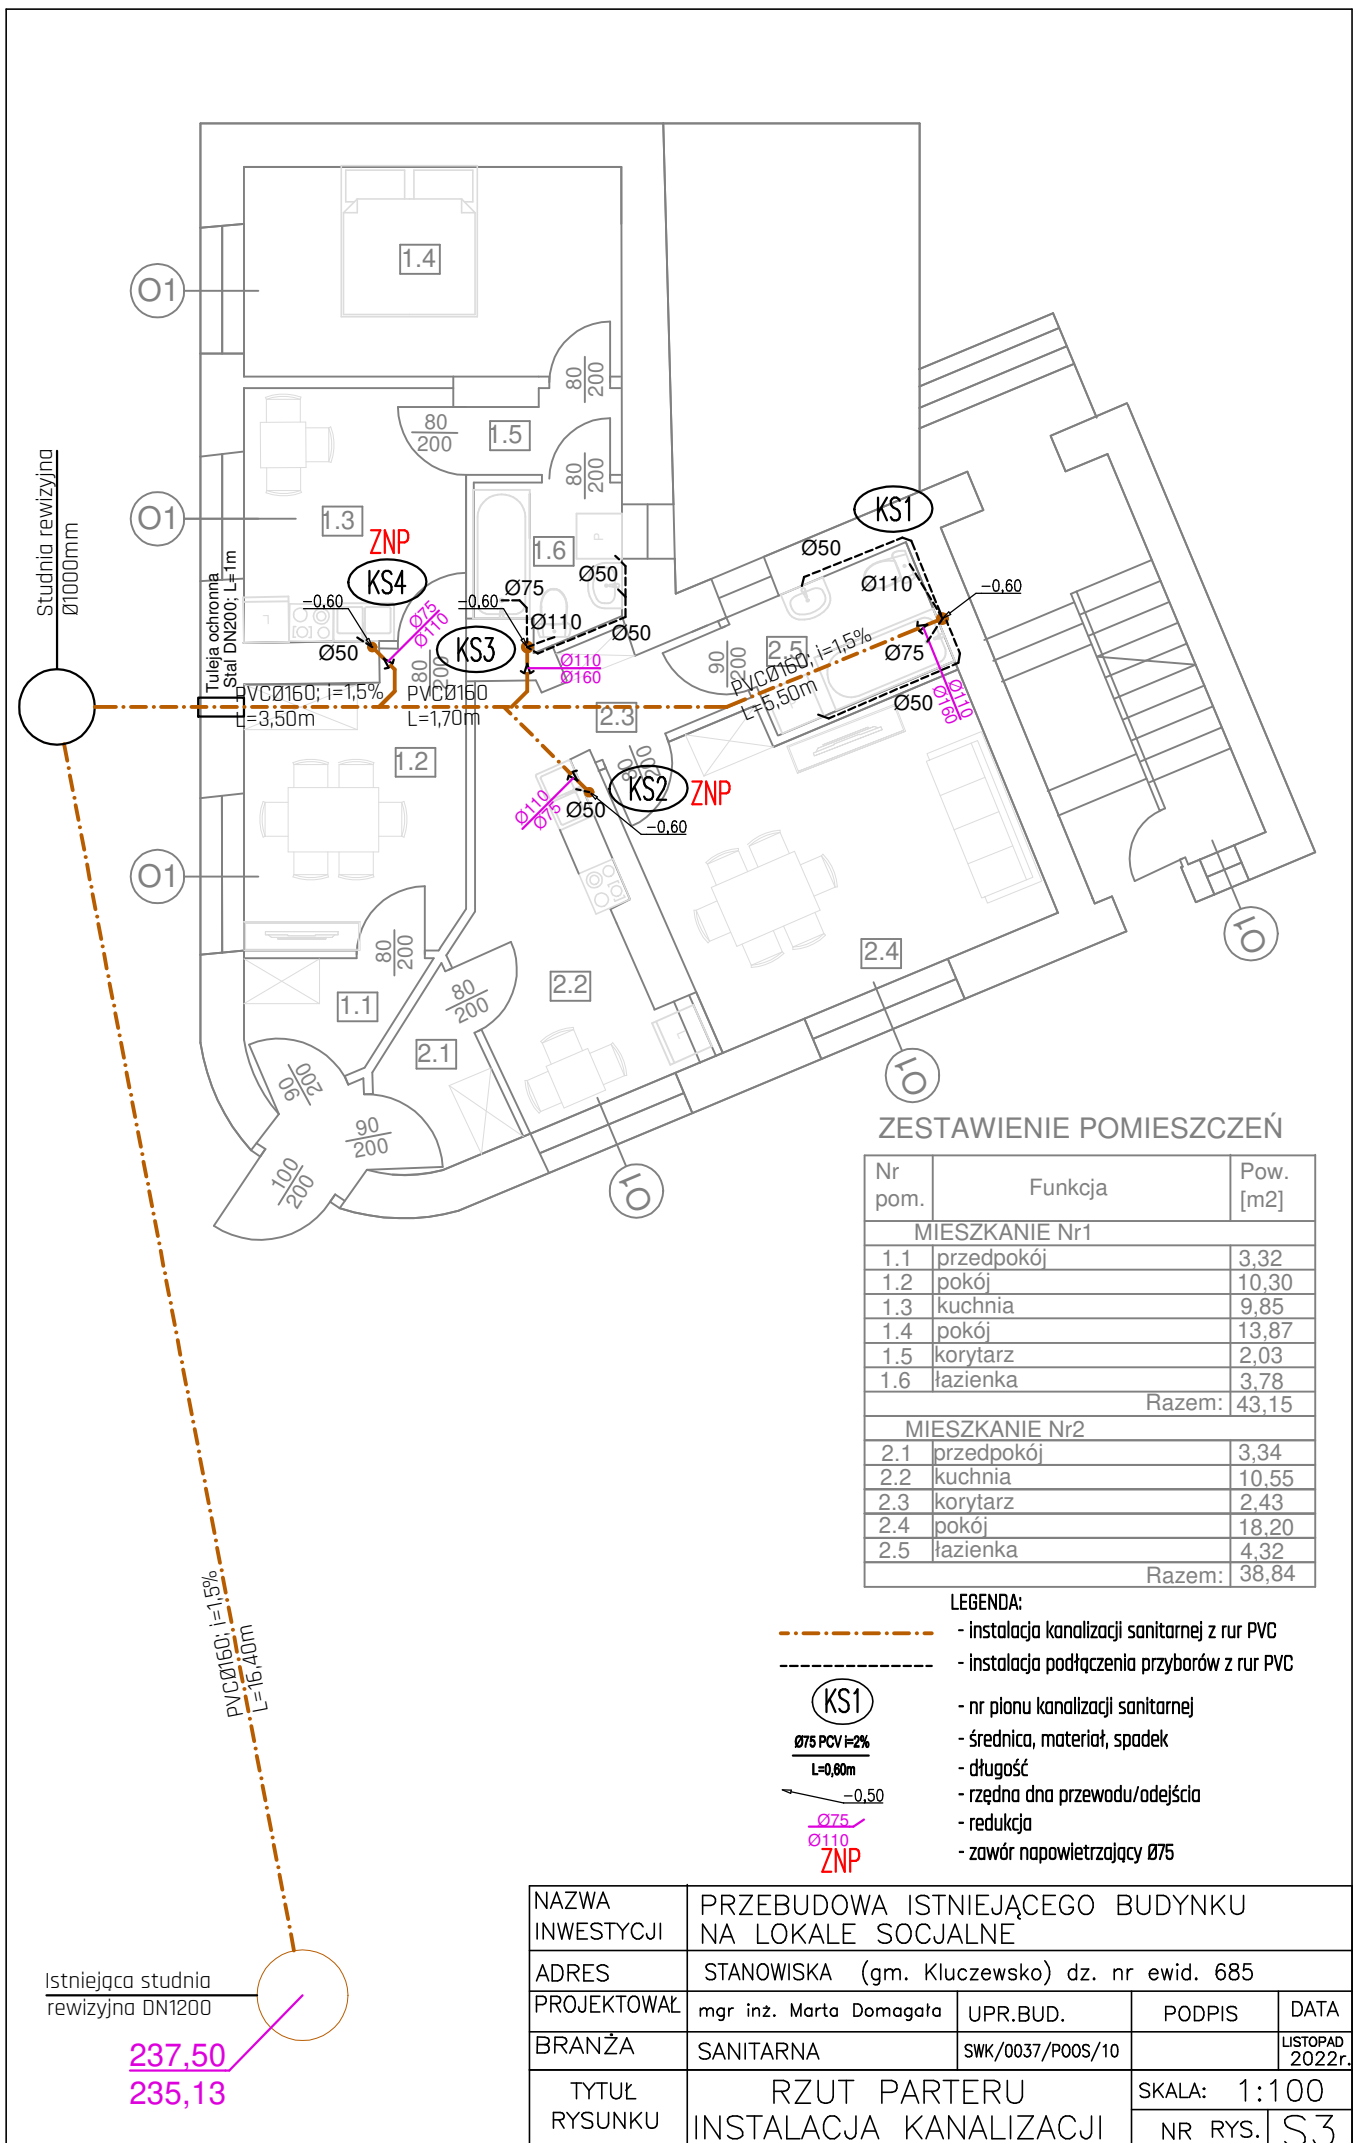 1.4
O1
80
200
80
200
1.5
80
200
O1
1.3
ZNP
KS4
1.6
Ø50
Ø75
Ø50
Ø110
KS1
Ø50
Ø110
-0,60
Studnia rewizyjna
Ø1000mm
Tuleja ochronna
Stal DN200; L=1m
-0,60
Ø50
Ø75
Ø110
80
200
-0,60
KS3
Ø110
Ø160
90
200
2.5
Ø75
Ø50
Ø110
Ø160
PVCØ160; i=1,5%
L=3,50m
PVCØ160
L=1,70m
PVCØ160; i=1,5%
L=5,50m
2.3
1.2
80
200
KS2
ZNP
Ø110
Ø75
Ø50
-0,60
O1
80
200
1.1
80
200
2.2
2.1
2.4
O1
O1
O1
90
200
90
200
100
200
ZESTAWIENIE POMIESZCZEŃ
Nr pom. Funkcja Pow. [m2]
MIESZKANIE Nr1
1.1 przedpokój 3,32
1.2 pokój 10,30
1.3 kuchnia 9,85
1.4 pokój 13,87
1.5 korytarz 2,03
1.6 łazienka 3,78
Razem: 43,15
MIESZKANIE Nr2
2.1 przedpokój 3,34
2.2 kuchnia 10,55
2.3 korytarz 2,43
2.4 pokój 18,20
2.5 łazienka 4,32
Razem: 38,84
LEGENDA:
- instalacja kanalizacji sanitarnej z rur PVC
- instalacja podłączenia przyborów z rur PVC
KS1 - nr pionu kanalizacji sanitarnej
Ø75 PCV i=2% - średnica, materiał, spadek
L=0,60m - długość
-0,50 - rzędna dna przewodu/odejścia
Ø75
Ø110 - redukcja
ZNP - zawór napowietrzający Ø75
PVCØ160; i=1,5%
L=16,40m
Istniejąca studnia
rewizyjna DN1200
237,50
235,13
NAZWA INWESTYCJI
PRZEBUDOWA ISTNIEJĄCEGO BUDYNKU
NA LOKALE SOCJALNE
ADRES STANOWISKA (gm. Kluczewsko) dz. nr ewid. 685
PROJEKTOWAŁ mgr inż. Marta Domagała UPR.BUD. PODPIS DATA
BRANŻA SANITARNA SWK/0037/POOS/10 LISTOPAD 2022r.
TYTUŁ RYSUNKU
RZUT PARTERU
INSTALACJA KANALIZACJI
SKALA: 1:100
NR RYS. S3